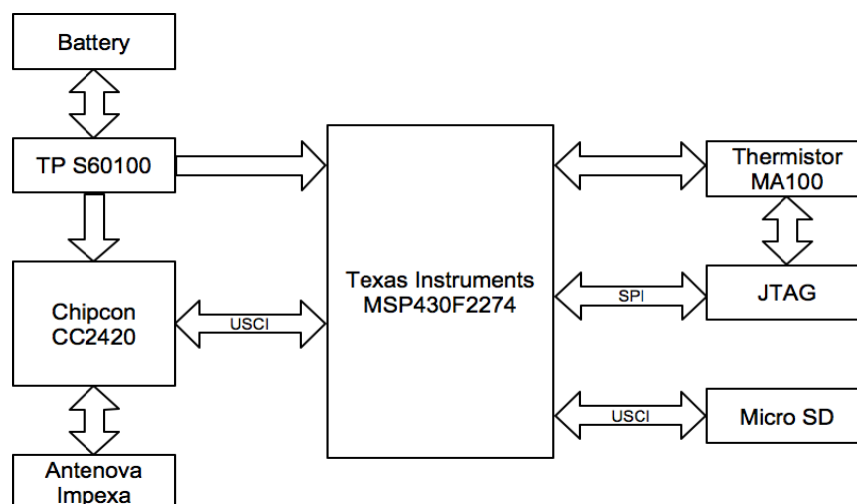 Battery
TP S60100
Thermistor
MA100
Texas Instruments
MSP430F2274
Chipcon
CC2420
USCI
SPI
JTAG
USCI
Micro SD
Antenova
Impexa